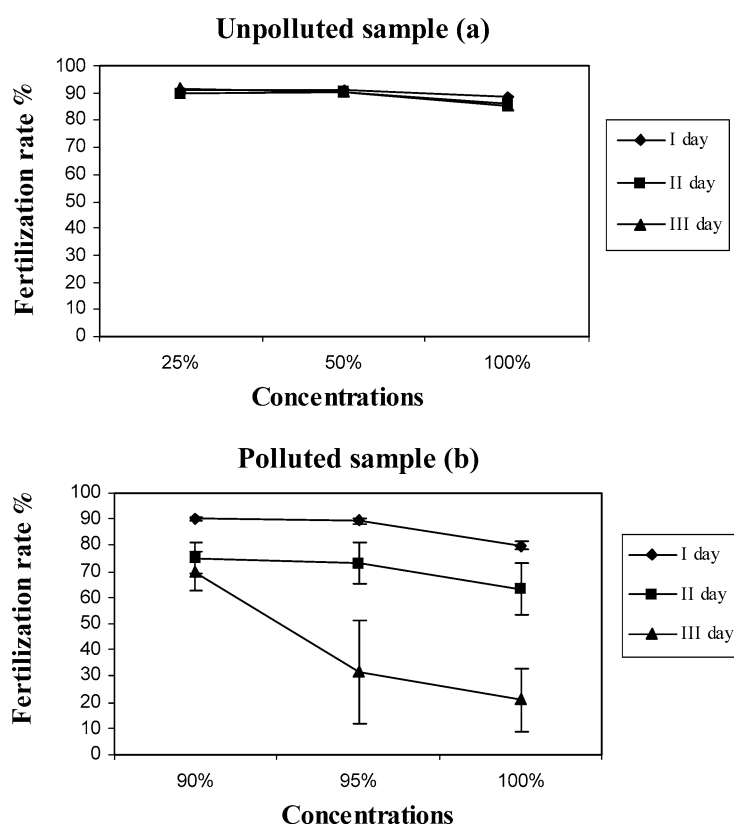 Unpolluted sample (a)
Fertilization rate %
100
90
80
70
60
50
40
30
20
10
0
25% 50% 100%
Concentrations
I day
II day
III day
Polluted sample (b)
Fertilization rate %
100
90
80
70
60
50
40
30
20
10
0
90% 95% 100%
Concentrations
I day
II day
III day